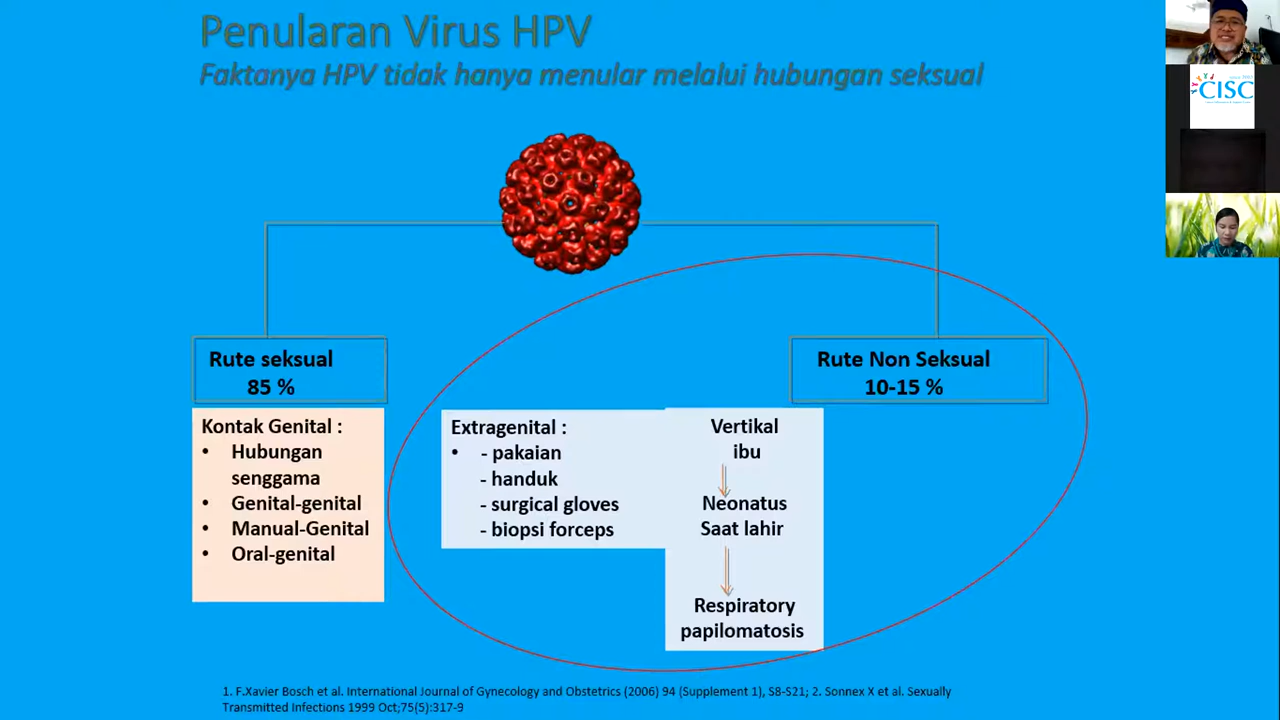 Penularan Virus HPV
Faktanya HPV tidak hanya menular melalui hubungan seksual
CISC
Rute seksual
85 %
Rute Non Seksual
10-15 %
Kontak Genital :
• Hubungan
senggama
• Genital-genital
• Manual-Genital
• Oral-genital
Extragenital :
• - pakaian
- handuk
- surgical gloves
- biopsi forceps
Vertikal
ibu
Neonatus
Saat lahir
Respiratory
papilomatosis
1. F.Xavier Bosch et al. International Journal of Gynecology and Obstetrics (2006) 94 (Supplement 1), S8-S21; 2. Sonnex X et al. Sexually
Transmitted Infections 1999 Oct;75(5):317-9